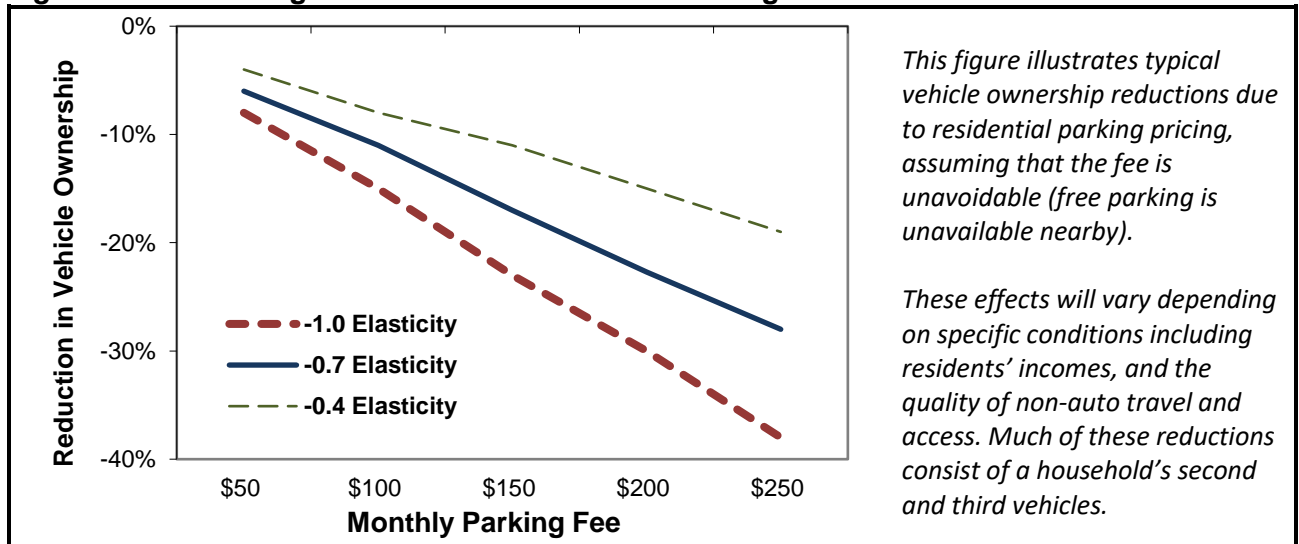 0%
-10%
-20%
-30%
-40%
Reduction in Vehicle Ownership
-1.0 Elasticity
-0.7 Elasticity
-0.4 Elasticity
$50 $100 $150 $200 $250
Monthly Parking Fee
This figure illustrates typical
vehicle ownership reductions due
to residential parking pricing,
assuming that the fee is
unavoidable (free parking is
unavailable nearby).
These effects will vary depending
on specific conditions including
residents’ incomes, and the
quality of non-auto travel and
access. Much of these reductions
consist of a household’s second
and third vehicles.